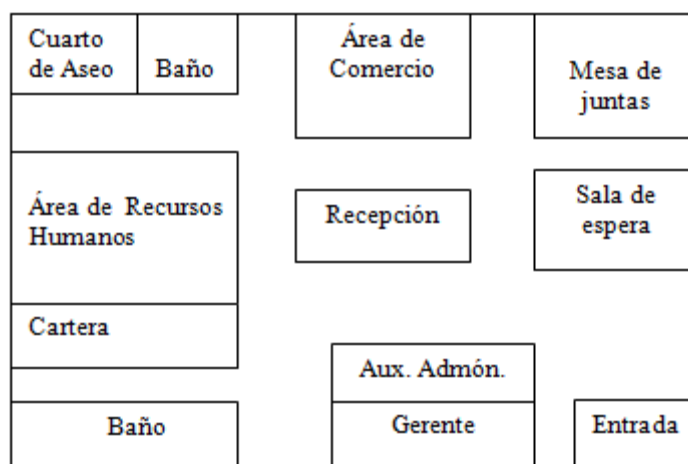 Cuarto
de Aseo
Baño
Área de
Comercio
Mesa de
juntas
Área de Recursos
Humanos
Recepción
Sala de
espera
Cartera
Aux. Admón.
Baño
Gerente
Entrada